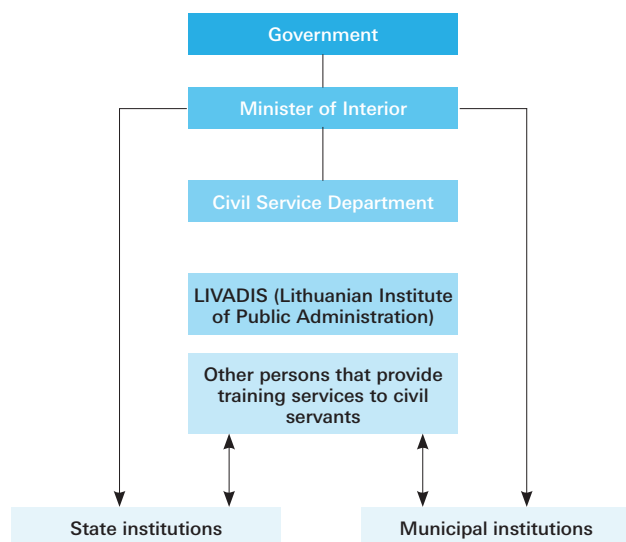 Government
Minister of Interior
Civil Service Department
LIVADIS (Lithuanian Institute
of Public Administration)
Other persons that provide
training services to civil
servants
State institutions
Municipal institutions